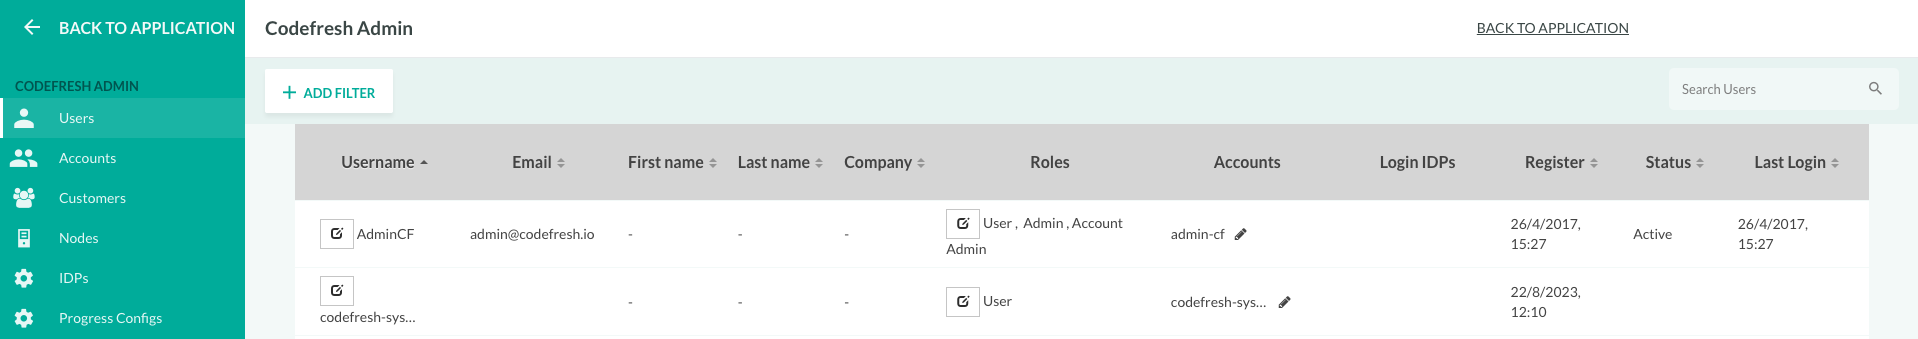 BACK TO APPLICATION
CODEFRESH ADMIN
Users
Accounts
Customers
Nodes
IDPs
Progress Configs
Codefresh Admin
BACK TO APPLICATION
ADD FILTER
Search Users
Username Email First name Last name Company Roles Accounts Login IDPs Register Status Last Login
AdminCF admin@codefresh.io - - - User , Admin , Account Admin admin-cf 26/4/2017, 15:27 Active 26/4/2017, 15:27
codefresh-sys... - - - User codefresh-sys... 22/8/2023, 12:10